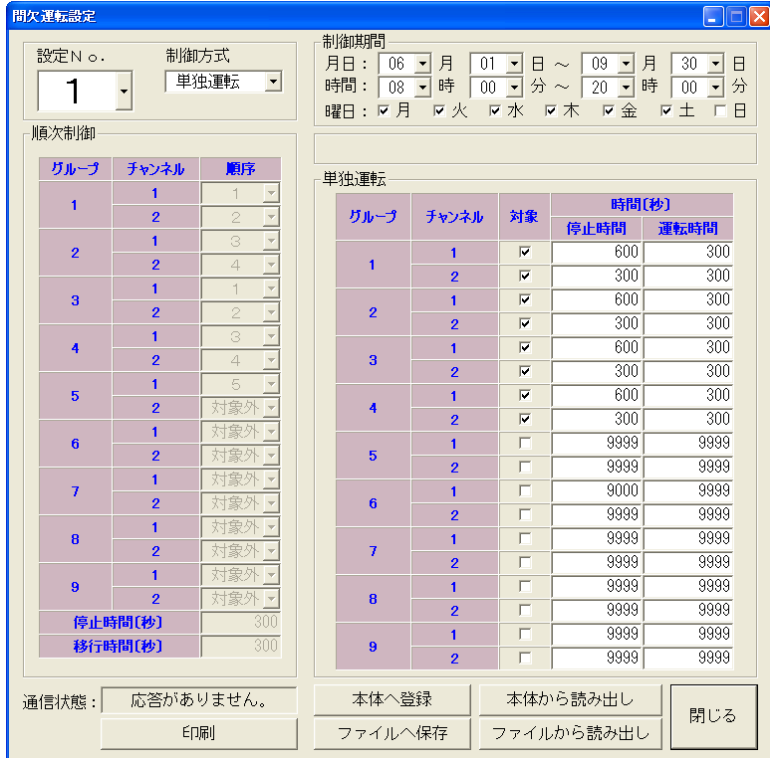 間欠運転設定
設定No. 制御方式
1 単独運転
制御期間
月日： 06 月 01 日 ～ 09 月 30 日
時間： 08 時 00 分 ～ 20 時 00 分
曜日： 月 火 水 木 金 土 日
順次制御
グループ チャンネル 順序
1 1 1
2 2
2 1 3
2 4
3 1 1
2 2
4 1 3
2 4
5 1 5
2 対象外
6 1 対象外
2 対象外
7 1 対象外
2 対象外
8 1 対象外
2 対象外
9 1 対象外
2 対象外
停止時間[秒] 300
移行時間[秒] 300
単独運転
グループ チャンネル 対象 時間[秒]
停止時間 運転時間
1 1 600 300
2 300 300
2 1 600 300
2 300 300
3 1 600 300
2 300 300
4 1 600 300
2 300 300
5 1 9999 9999
2 9999 9999
6 1 9000 9999
2 9999 9999
7 1 9999 9999
2 9999 9999
8 1 9999 9999
2 9999 9999
9 1 9999 9999
2 9999 9999
通信状態： 応答がありません。
印刷
本体へ登録 本体から読み出し
ファイルへ保存 ファイルから読み出し
閉じる